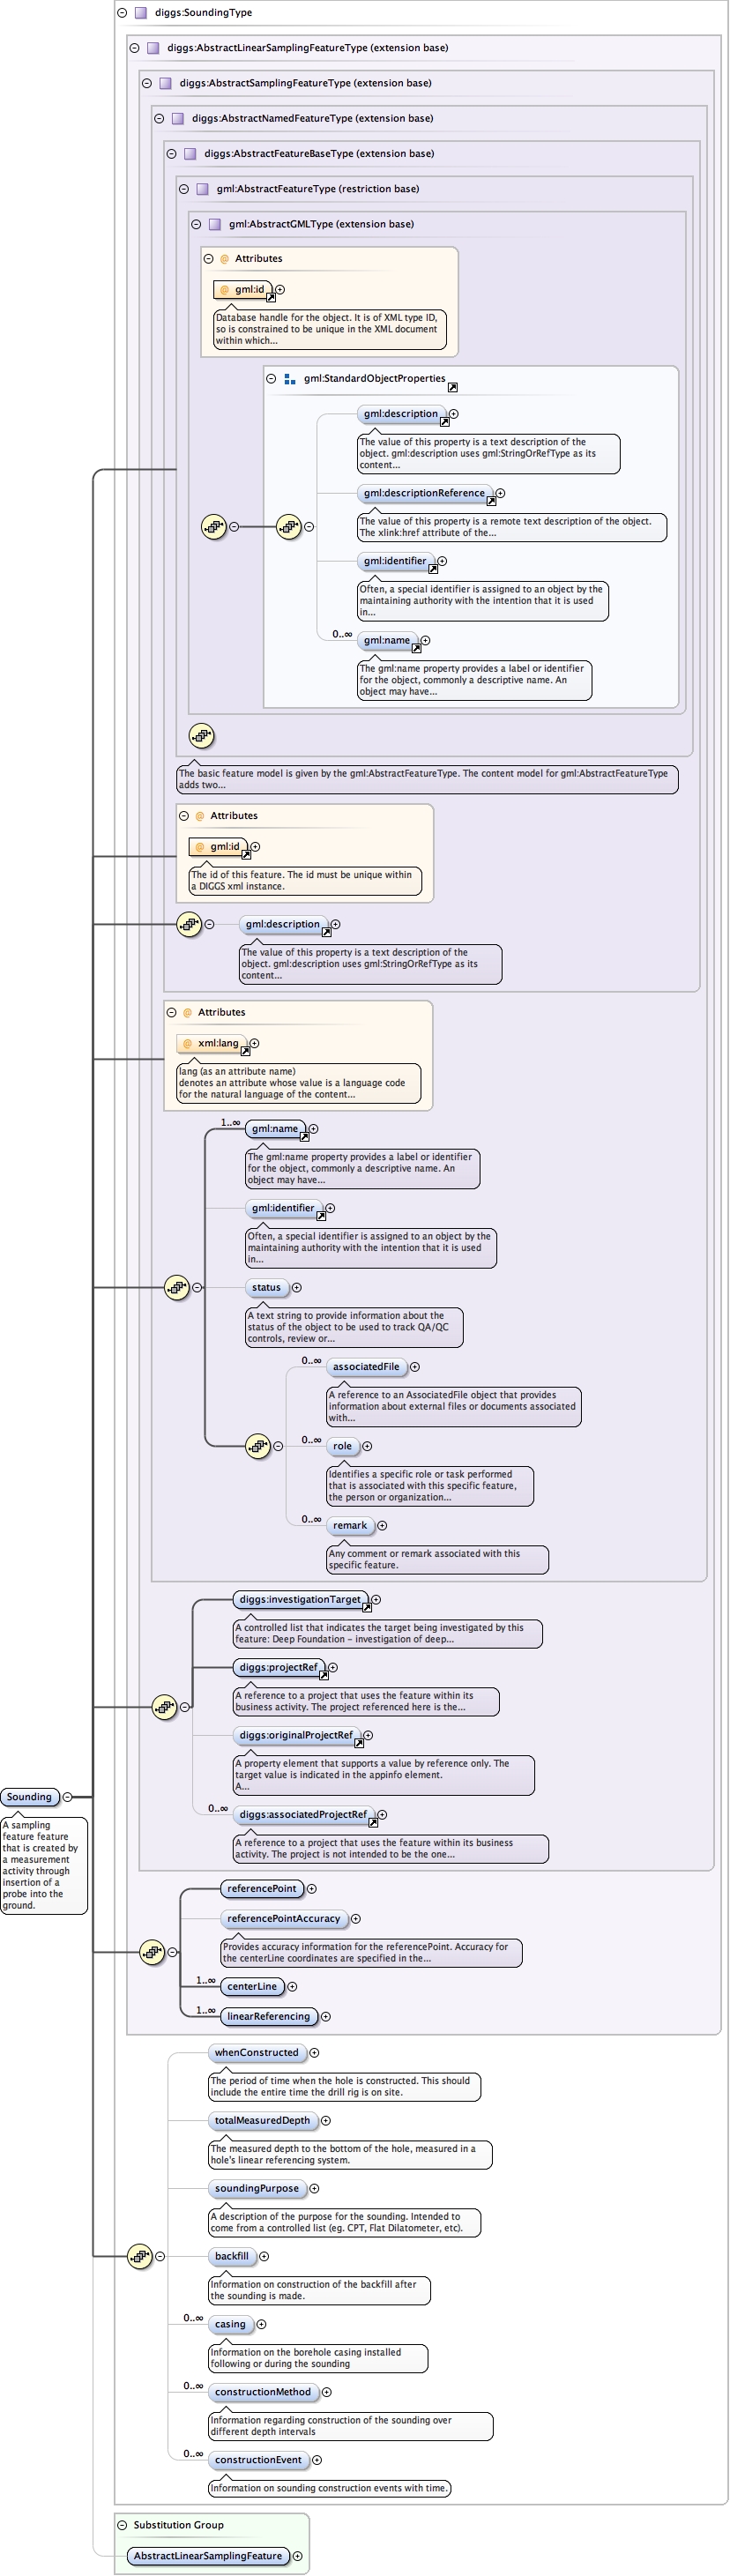 diggs:SoundingType
diggs:AbstractLinearSamplingFeatureType (extension base)
diggs:AbstractSamplingFeatureType (extension base)
diggs:AbstractNamedFeatureType (extension base)
diggs:AbstractFeatureBaseType (extension base)
gml:AbstractFeatureType (restriction base)
gml:AbstractGMLType (extension base)
@ Attributes
@ gml:id
Database handle for the object. It is of XML type ID,
so is constrained to be unique in the XML document
within which...
gml:StandardObjectProperties
gml:description
The value of this property is a text description of the
object. gml:description uses gml:StringOrRefType as its
content...
gml:descriptionReference
The value of this property is a remote text description of the object.
The xlink:href attribute of the...
gml:identifier
Often, a special identifier is assigned to an object by the
maintaining authority with the intention that it is used
in...
0..∞
gml:name
The gml:name property provides a label or identifier
for the object, commonly a descriptive name. An
object may have...
The basic feature model is given by the gml:AbstractFeatureType. The content model for gml:AbstractFeatureType
adds two...
@ Attributes
@ gml:id
The id of this feature. The id must be unique within
a DIGGS xml instance.
gml:description
The value of this property is a text description of the
object. gml:description uses gml:StringOrRefType as its
content...
@ Attributes
@ xml:lang
lang (as an attribute name)
denotes an attribute whose value is a language code
for the natural language of the content...
1..∞
gml:name
The gml:name property provides a label or identifier
for the object, commonly a descriptive name. An
object may have...
gml:identifier
Often, a special identifier is assigned to an object by the
maintaining authority with the intention that it is used
in...
status
A text string to provide information about the
status of the object to be used to track QA/QC
controls, review or...
0..∞
associatedFile
A reference to an AssociatedFile object that provides
information about external files or documents associated
with...
0..∞
role
Identifies a specific role or task performed
that is associated with this specific feature,
the person or organization...
0..∞
remark
Any comment or remark associated with this
specific feature.
diggs:investigationTarget
A controlled list that indicates the target being investigated by this
feature: Deep Foundation - investigation of deep...
diggs:projectRef
A reference to a project that uses the feature within its
business activity. The project referenced here is the...
diggs:originalProjectRef
A property element that supports a value by reference only. The
target value is indicated in the appinfo element.
A...
0..∞
diggs:associatedProjectRef
A reference to a project that uses the feature within its business
activity. The project is not intended to be the one...
Sounding
A sampling
feature feature
that is created by
a measurement
activity through
insertion of a
probe into the
ground.
referencePoint
referencePointAccuracy
Provides accuracy information for the referencePoint. Accuracy for
the centerLine coordinates are specified in the...
1..∞
centerLine
1..∞
linearReferencing
whenConstructed
The period of time when the hole is constructed. This should
include the entire time the drill rig is on site.
totalMeasuredDepth
The measured depth to the bottom of the hole, measured in a
hole's linear referencing system.
soundingPurpose
A description of the purpose for the sounding. Intended to
come from a controlled list (eg. CPT, Flat Dilatometer, etc).
backfill
Information on construction of the backfill after
the sounding is made.
0..∞
casing
Information on the borehole casing installed
following or during the sounding
0..∞
constructionMethod
Information regarding construction of the sounding over
different depth intervals
0..∞
constructionEvent
Information on sounding construction events with time.
Substitution Group
AbstractLinearSamplingFeature